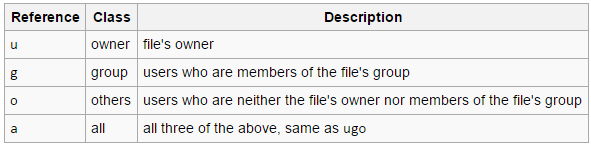 Reference Class Description
u owner file's owner
g group users who are members of the file's group
o others users who are neither the file's owner nor members of the file's group
a all all three of the above, same as ugo